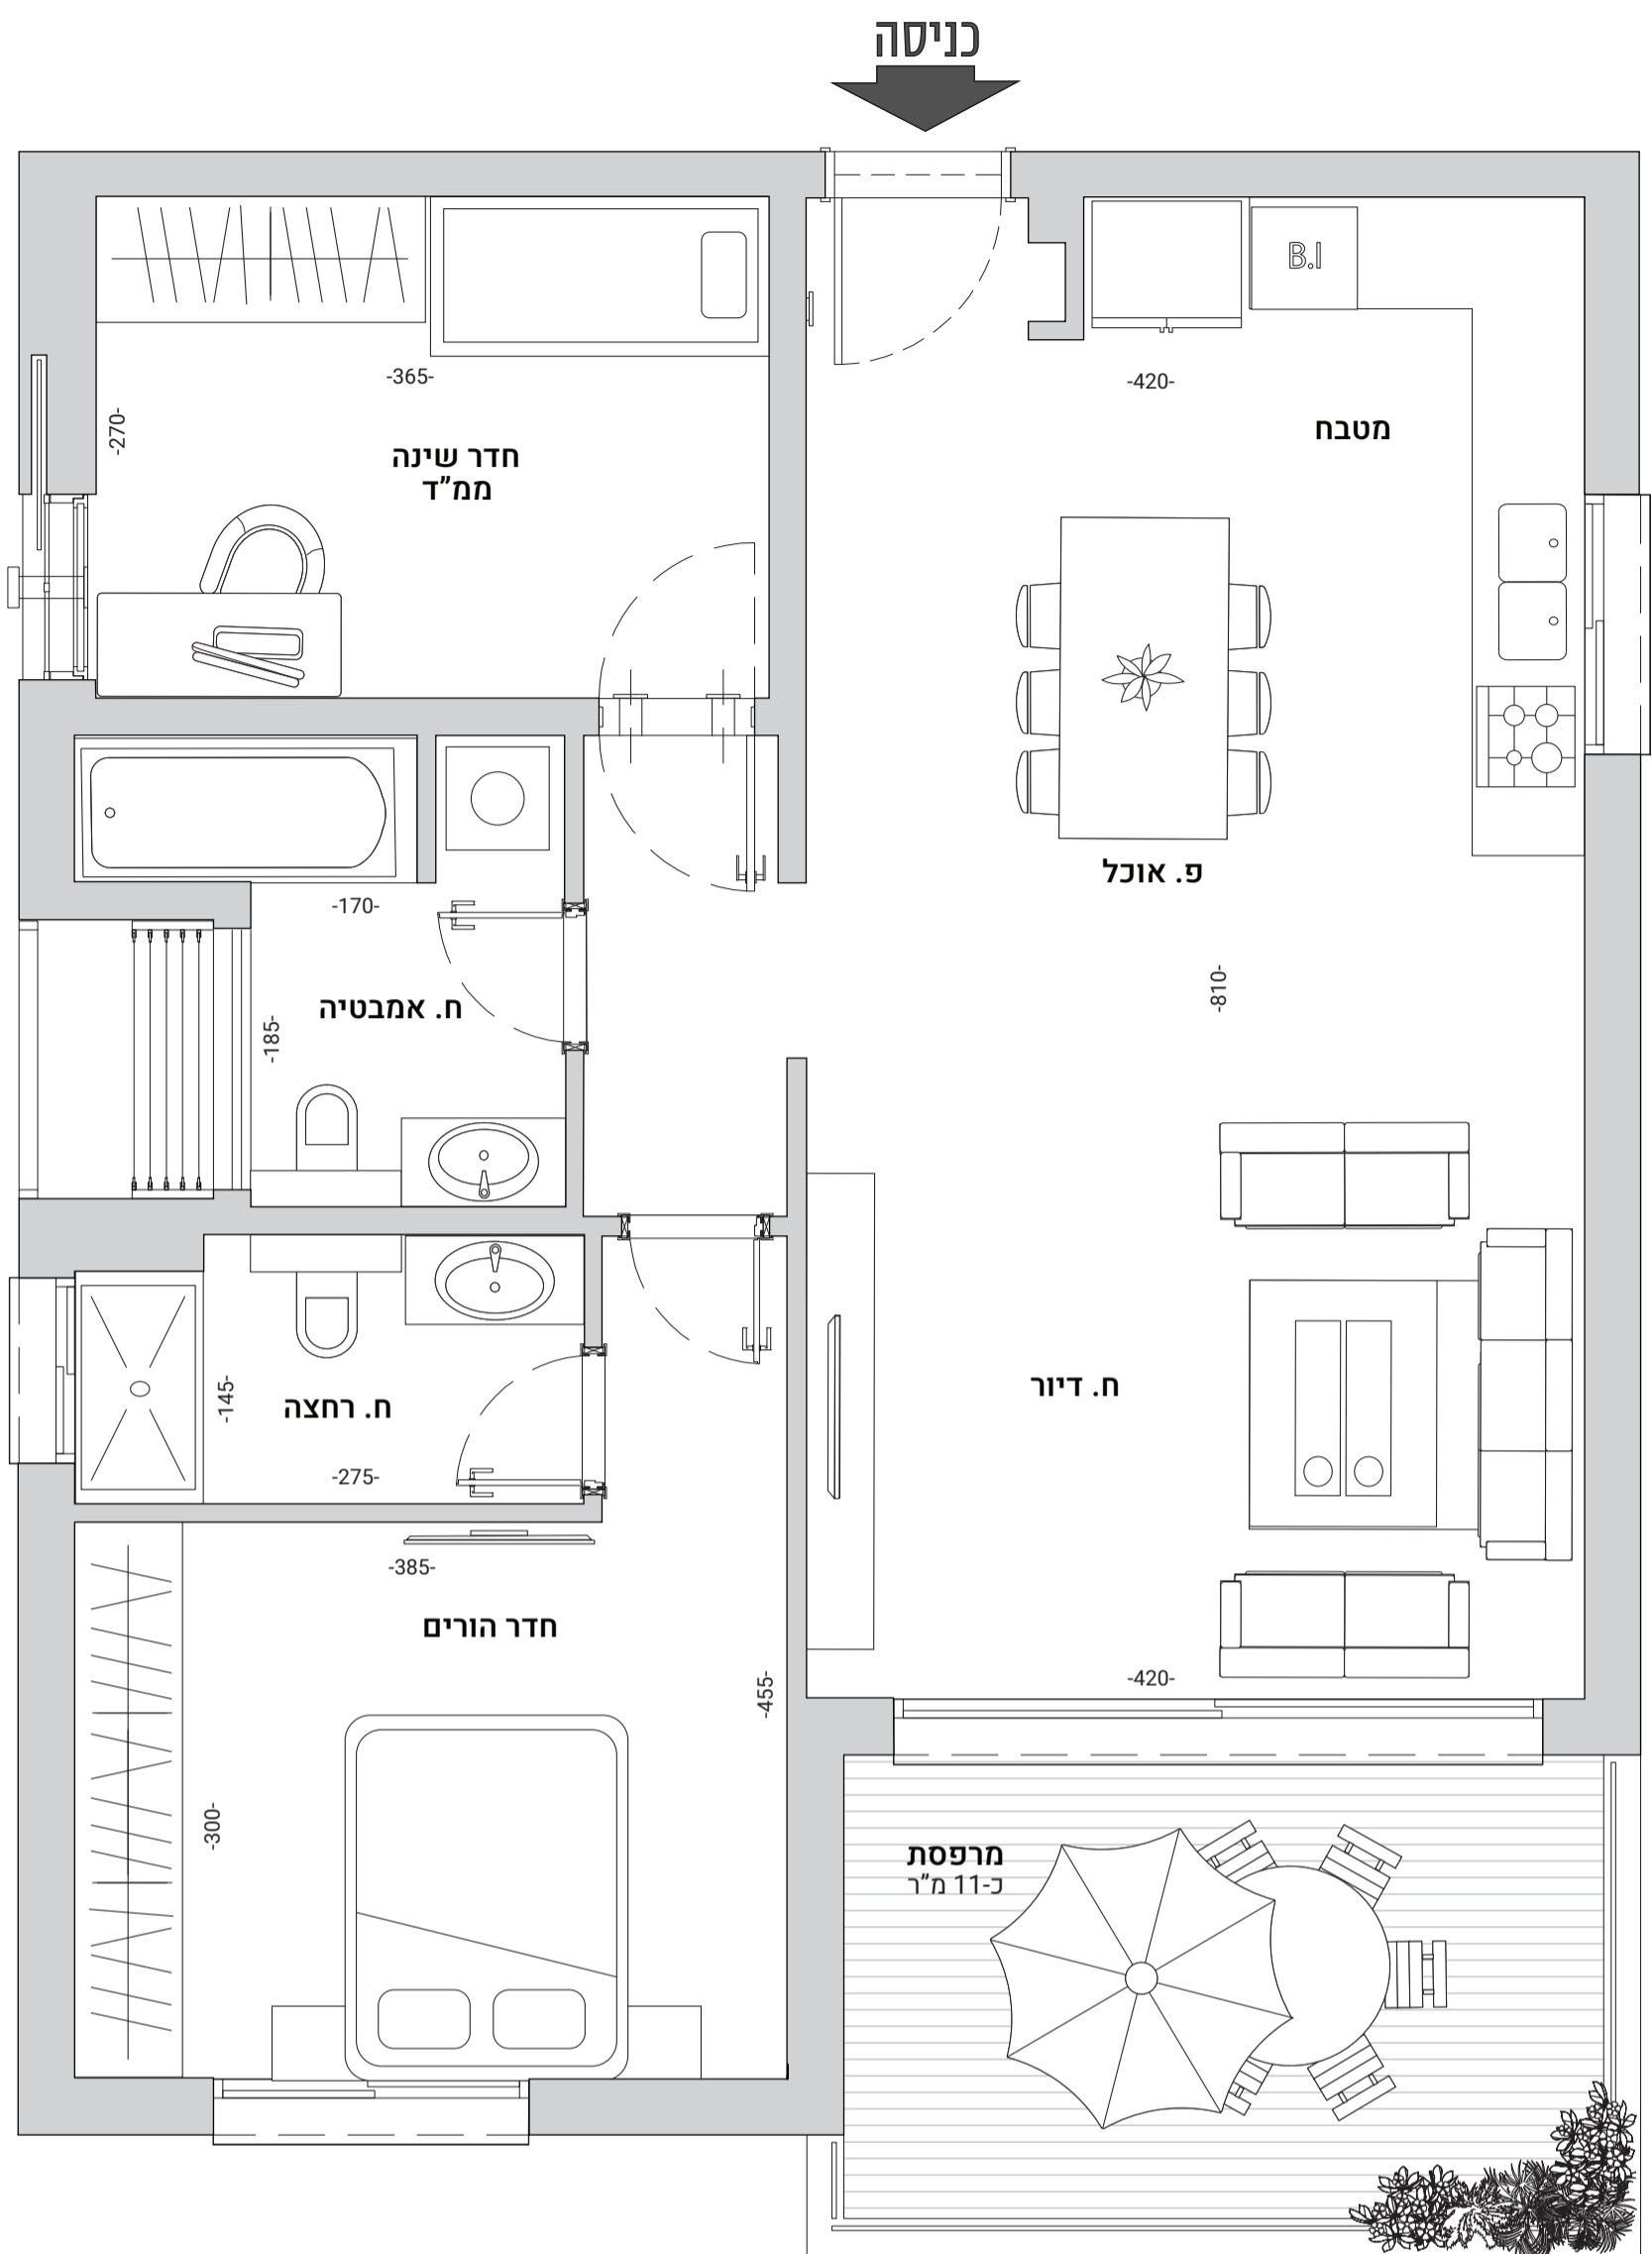 כניסה
B.I
-365-
-420-
-270-
מטבח
חדר שינה
ממ”ד
פ. אוכל
-170-
-810-
ח. אמבטיה
-185-
ח. דיור
-145-
ח. רחצה
-275-
-385-
חדר הורים
-420-
-455-
-300-
מרפסת
כ-11 מ”ר